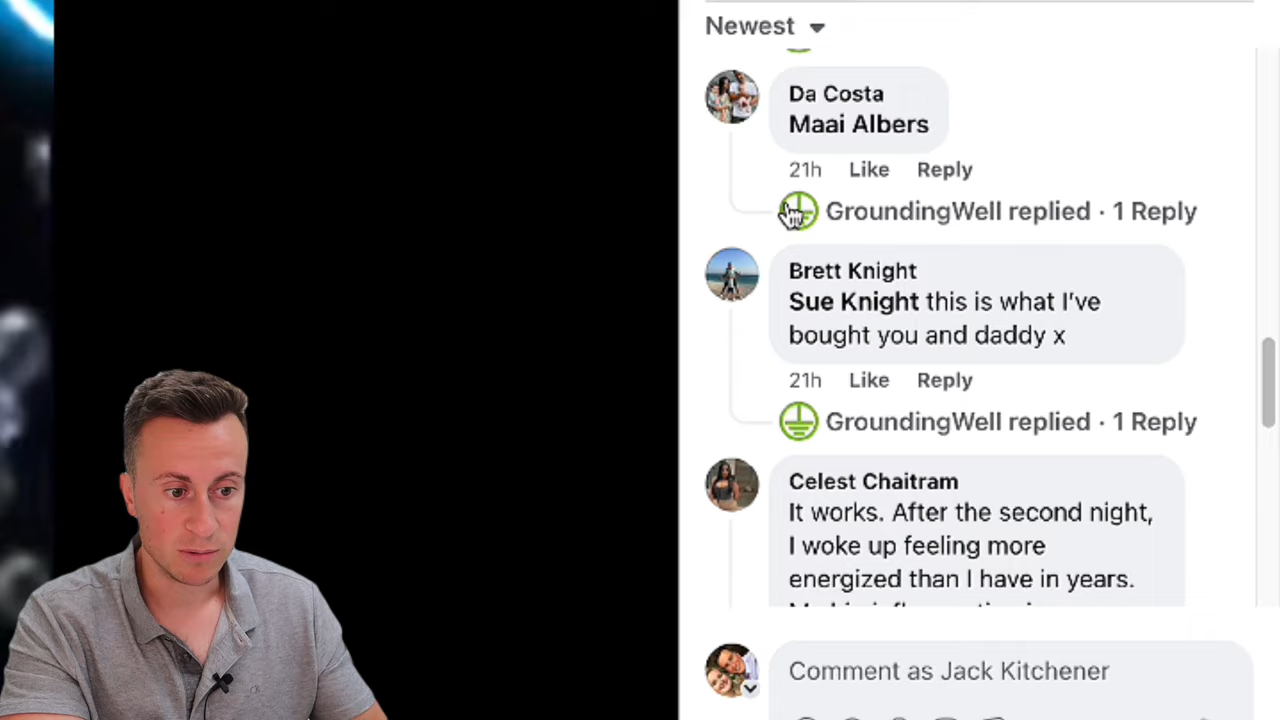 Newest
Da Costa
Maai Albers
21h Like Reply
GroundingWell replied · 1 Reply
Brett Knight
Sue Knight this is what I've
bought you and daddy x
21h Like Reply
GroundingWell replied · 1 Reply
Celest Chaitram
It works. After the second night,
I woke up feeling more
energized than I have in years.
Comment as Jack Kitchener